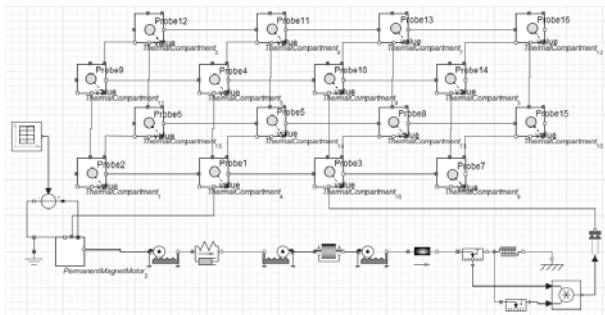 Probe12
value
ThermalCompartment
Probe11
value
ThermalCompartment
Probe13
value
ThermalCompartment
Probe16
value
ThermalCompartment
Probe9
value
ThermalCompartment
Probe4
value
ThermalCompartment
Probe10
value
ThermalCompartment
Probe14
value
ThermalCompartment
Probe6
value
ThermalCompartment
Probe5
value
ThermalCompartment
Probe8
value
ThermalCompartment
Probe15
value
ThermalCompartment
Probe2
value
ThermalCompartment
Probe1
value
ThermalCompartment
Probe3
value
ThermalCompartment
Probe7
value
ThermalCompartment
PermanentMagnetMotor